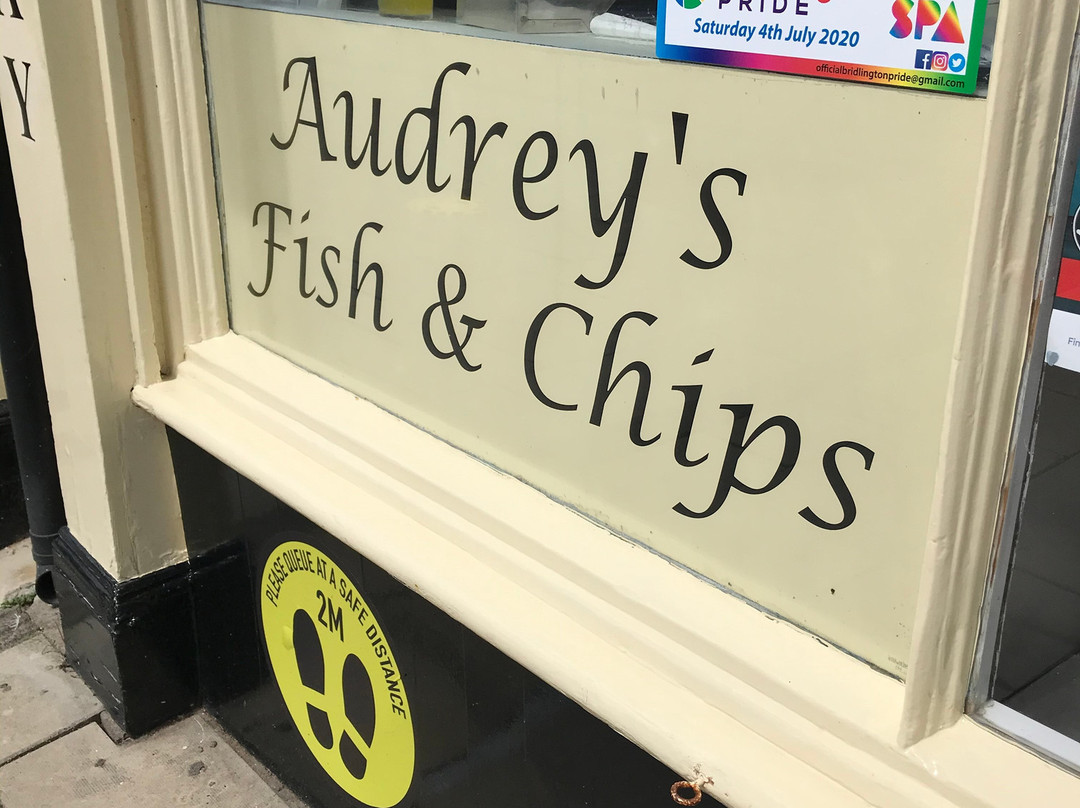 PRIDE
SPA
Saturday 4th July 2020
officialbridlingtonpride@gmail.com
Audrey's
Fish & Chips
PLEASE QUEUE AT A SAFE DISTANCE
2M
Y